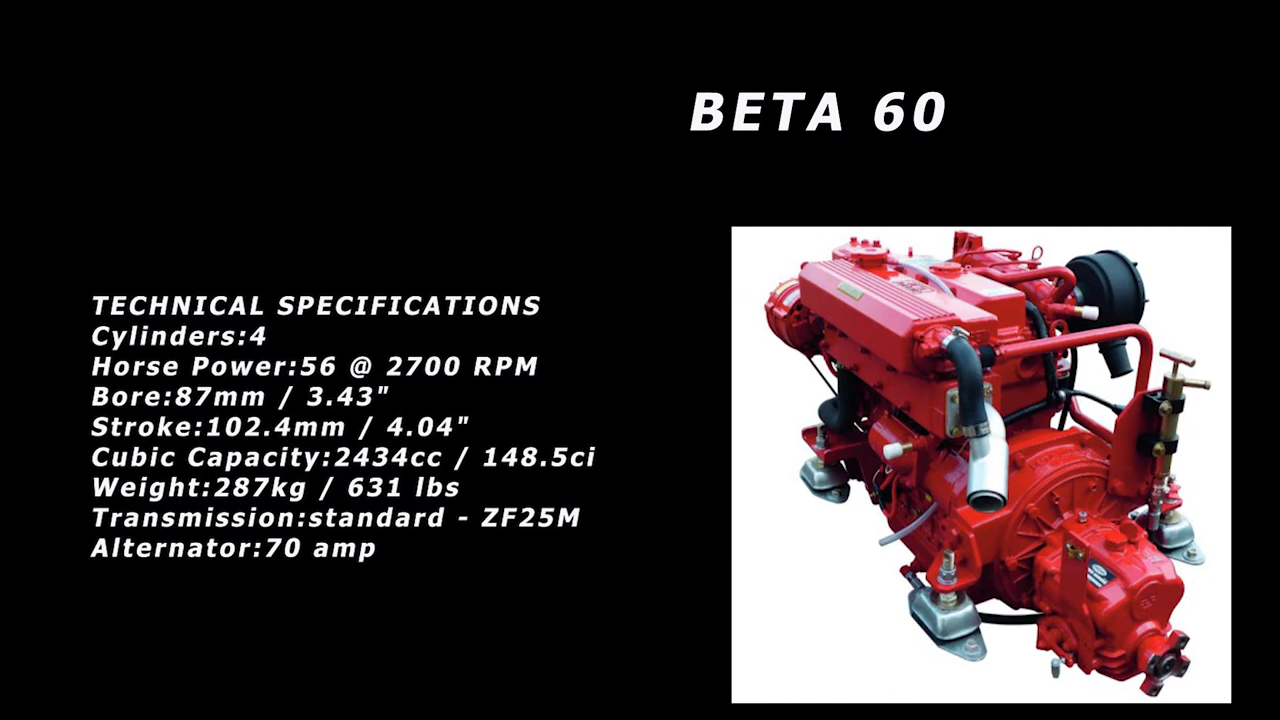 BETA 60
TECHNICAL SPECIFICATIONS
Cylinders:4
Horse Power:56 @ 2700 RPM
Bore:87mm / 3.43"
Stroke:102.4mm / 4.04"
Cubic Capacity:2434cc / 148.5ci
Weight:287kg / 631 lbs
Transmission:standard - ZF25M
Alternator:70 amp